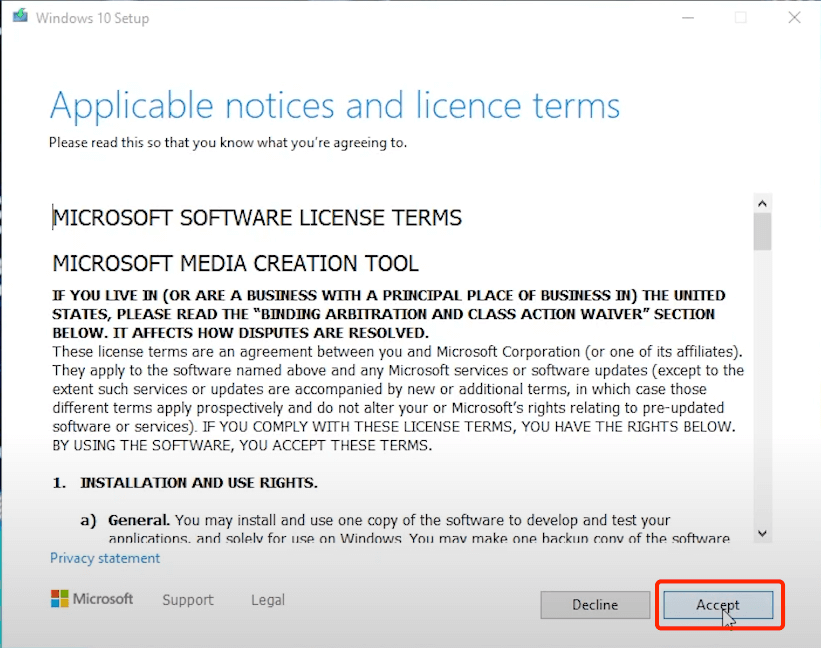 Windows 10 Setup
Applicable notices and licence terms
Please read this so that you know what you're agreeing to.
MICROSOFT SOFTWARE LICENSE TERMS
MICROSOFT MEDIA CREATION TOOL
IF YOU LIVE IN (OR ARE A BUSINESS WITH A PRINCIPAL PLACE OF BUSINESS IN) THE UNITED
STATES, PLEASE READ THE “BINDING ARBITRATION AND CLASS ACTION WAIVER” SECTION
BELOW. IT AFFECTS HOW DISPUTES ARE RESOLVED.
These license terms are an agreement between you and Microsoft Corporation (or one of its affiliates).
They apply to the software named above and any Microsoft services or software updates (except to the
extent such services or updates are accompanied by new or additional terms, in which case those
different terms apply prospectively and do not alter your or Microsoft's rights relating to pre-updated
software or services). IF YOU COMPLY WITH THESE LICENSE TERMS, YOU HAVE THE RIGHTS BELOW.
BY USING THE SOFTWARE, YOU ACCEPT THESE TERMS.
1. INSTALLATION AND USE RIGHTS.
a) General. You may install and use one copy of the software to develop and test your
applications, and solely for use on Windows. You may make one backup copy of the software
Privacy statement
Microsoft Support Legal Decline Accept